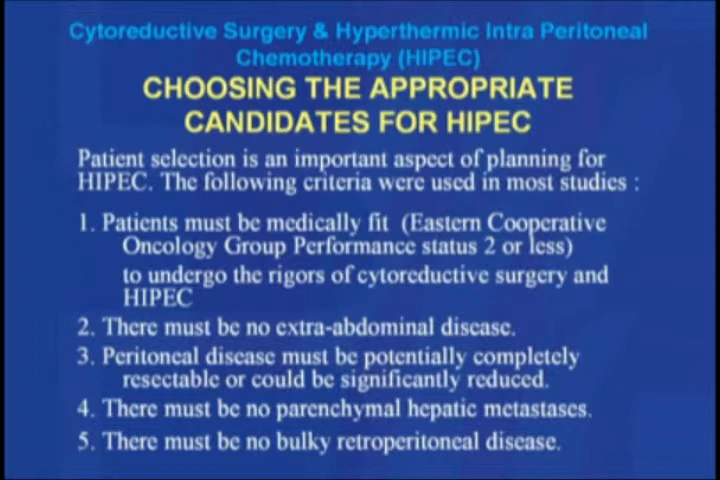 Cytoreductive Surgery & Hyperthermic Intra Peritoneal
Chemotherapy (HIPEC)
CHOOSING THE APPROPRIATE
CANDIDATES FOR HIPEC
Patient selection is an important aspect of planning for
HIPEC. The following criteria were used in most studies :
1. Patients must be medically fit (Eastern Cooperative
Oncology Group Performance status 2 or less)
to undergo the rigors of cytoreductive surgery and
HIPEC
2. There must be no extra-abdominal disease.
3. Peritoneal disease must be potentially completely
resectable or could be significantly reduced.
4. There must be no parenchymal hepatic metastases.
5. There must be no bulky retroperitoneal disease.